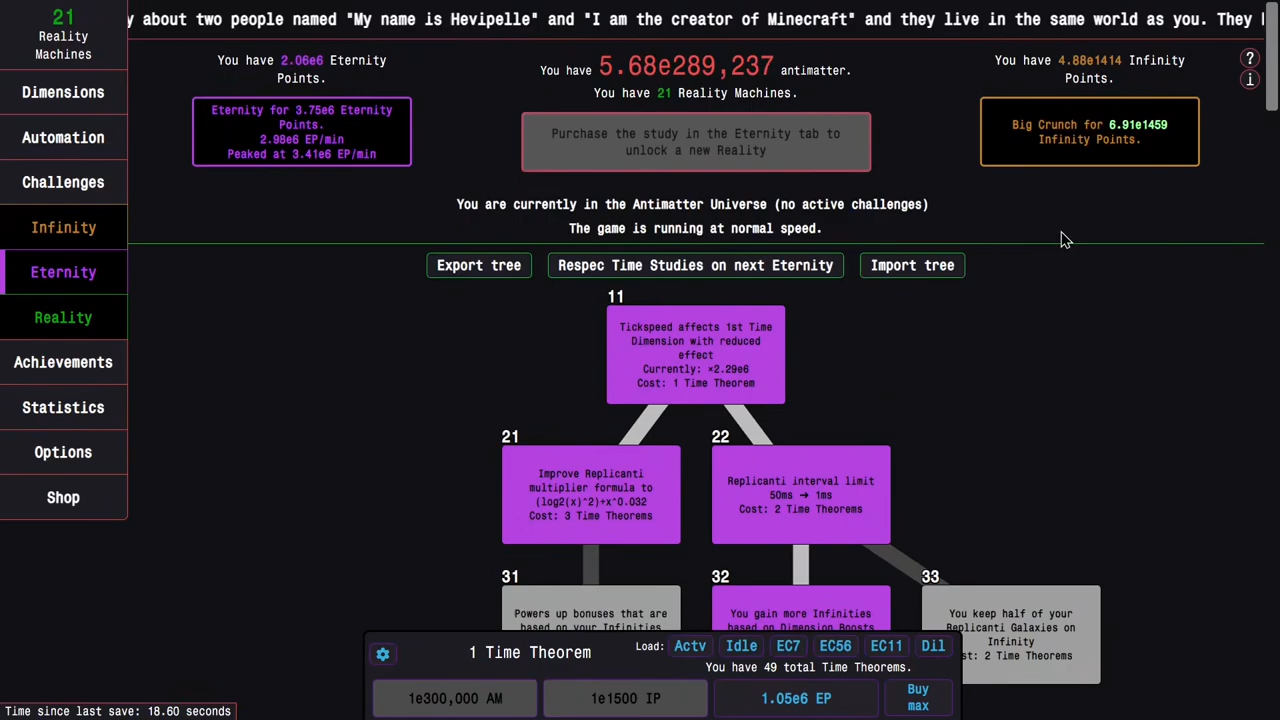 21
Reality
Machines
Dimensions
Automation
Challenges
Infinity
Eternity
Reality
Achievements
Statistics
Options
Shop
y about two people named "My name is Hevipelle" and "I am the creator of Minecraft" and they live in the same world as you. They
You have 2.06e6 Eternity
Points.
Eternity for 3.75e6 Eternity
Points.
2.98e6 EP/min
Peaked at 3.41e6 EP/min
You have 5.68e289,237 antimatter.
You have 21 Reality Machines.
Purchase the study in the Eternity tab to
unlock a new Reality
You have 4.88e1414 Infinity
Points.
Big Crunch for 6.91e1459
Infinity Points.
?
i
You are currently in the Antimatter Universe (no active challenges)
The game is running at normal speed.
Export tree
Respec Time Studies on next Eternity
Import tree
11
Tickspeed affects 1st Time
Dimension with reduced
effect
Currently: ×2.29e6
Cost: 1 Time Theorem
21
Improve Replicanti
multiplier formula to
(log2(x)^2)+x^0.032
Cost: 3 Time Theorems
22
Replicanti interval limit
50ms ➜ 1ms
Cost: 2 Time Theorems
31
Powers up bonuses that are
based on your Infinities
32
You gain more Infinities
based on Dimension Boosts
33
You keep half of your
Replicanti Galaxies on
Infinity
st: 2 Time Theorems
1 Time Theorem
Load: Actv Idle EC7 EC56 EC11 Dil
You have 49 total Time Theorems.
1e300,000 AM
1e1500 IP
1.05e6 EP
Buy
max
Time since last save: 18.60 seconds